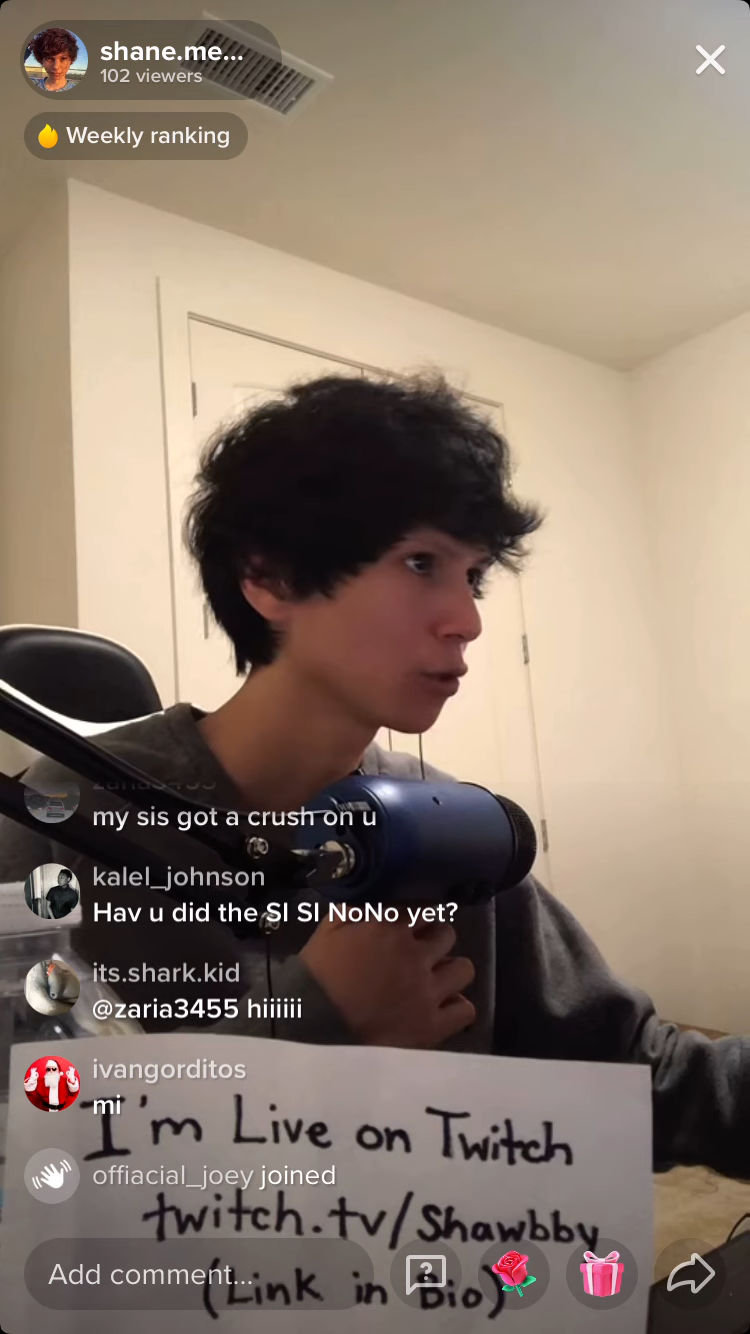 shane.me...
102 viewers
Weekly ranking
my sis got a crush on u
kalel_johnson
Hav u did the SI SI NoNo yet?
its.shark.kid
@zaria3455 hiiiiii
ivangorditos
mi
I'm Live on Twitch
offiacial_joey joined
twitch.tv/Shawbby
Add comment...
(Link in Bio)